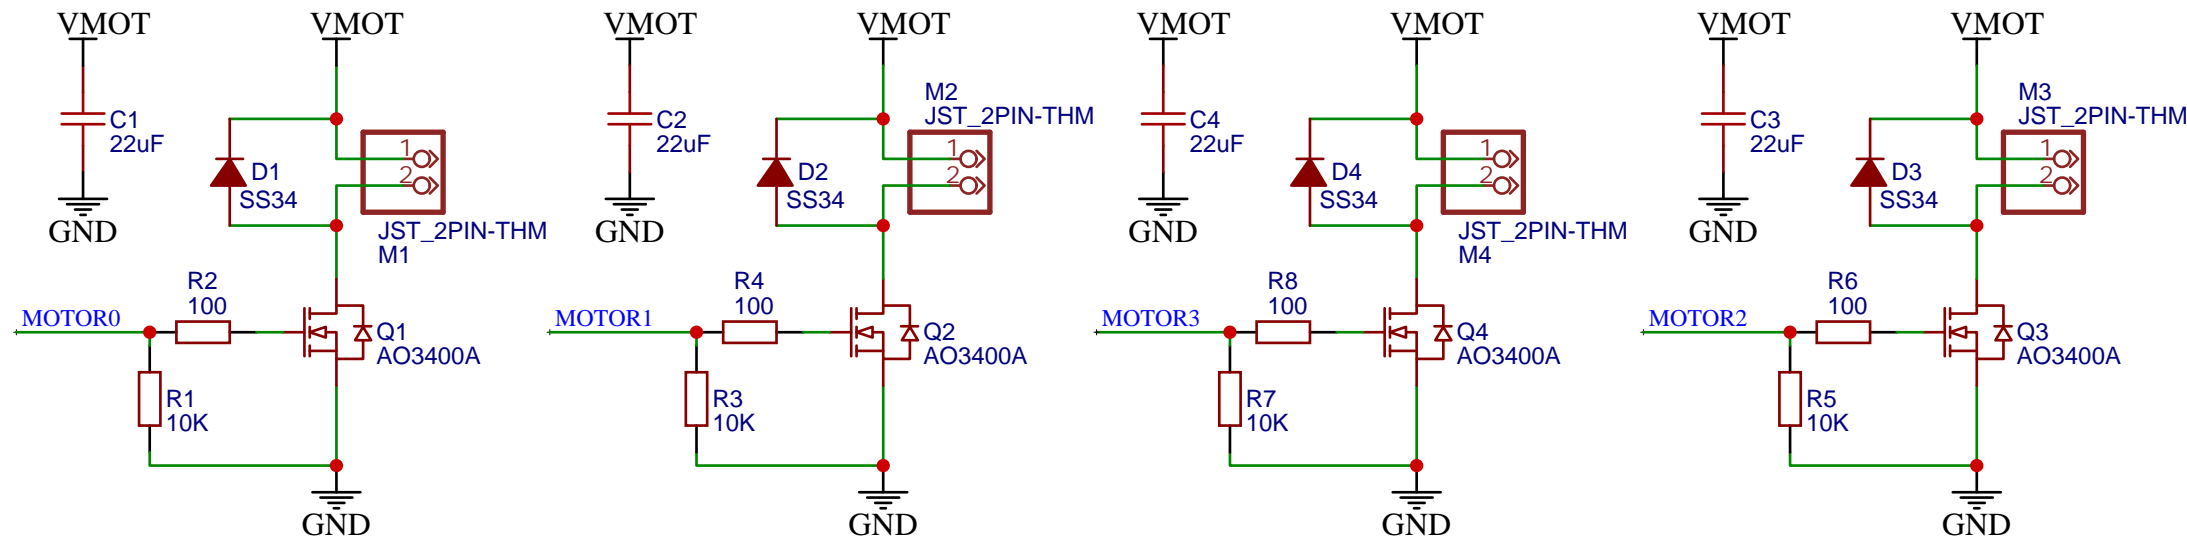 VMOT
VMOT
C1
22uF
GND
D1
SS34
1
2
JST_2PIN-THM
M1
MOTOR0
R2
100
Q1
AO3400A
R1
10K
GND
VMOT
VMOT
C2
22uF
GND
D2
SS34
M2
JST_2PIN-THM
1
2
MOTOR1
R4
100
Q2
AO3400A
R3
10K
GND
VMOT
VMOT
C4
22uF
GND
D4
SS34
1
2
JST_2PIN-THM
M4
MOTOR3
R8
100
Q4
AO3400A
R7
10K
GND
VMOT
VMOT
C3
22uF
GND
D3
SS34
M3
JST_2PIN-THM
1
2
MOTOR2
R6
100
Q3
AO3400A
R5
10K
GND